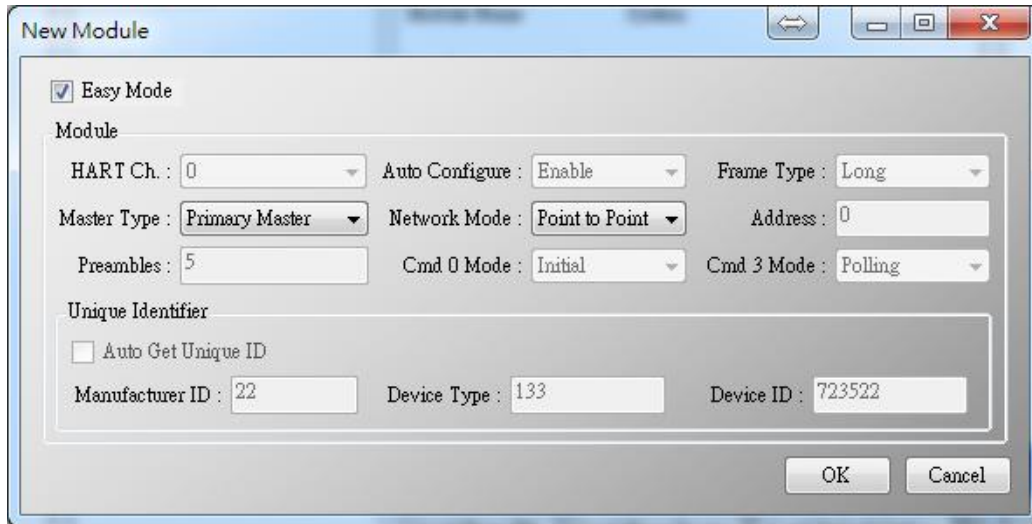 New Module
Easy Mode
Module
HART Ch. : 0 Auto Configure : Enable Frame Type : Long
Master Type : Primary Master Network Mode : Point to Point Address : 0
Preambles : 5 Cmd 0 Mode : Initial Cmd 3 Mode : Polling
Unique Identifier
Auto Get Unique ID
Manufacturer ID : 22 Device Type : 133 Device ID : 723522
OK Cancel